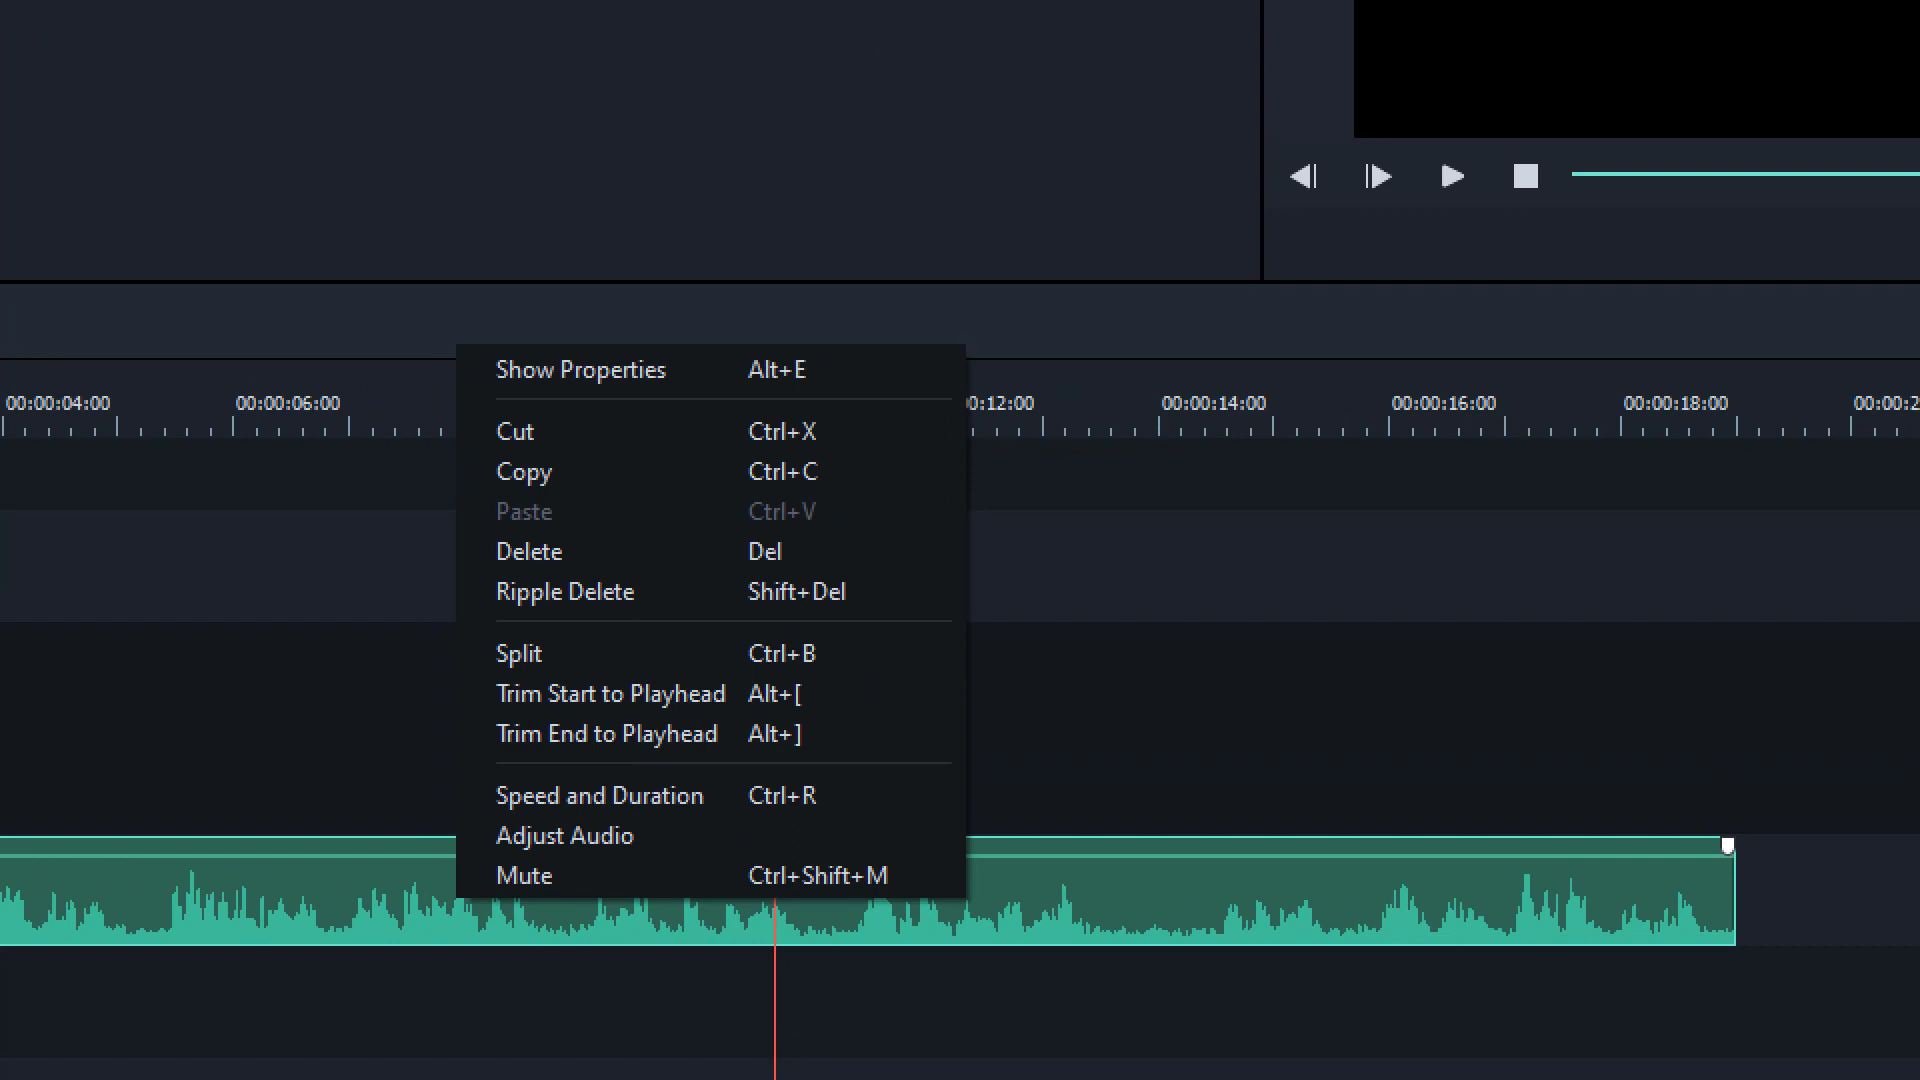 Show Properties Alt+E
00:00:04:00 00:00:06:00 0:12:00 00:00:14:00 00:00:16:00 00:00:18:00 00:00:2
Cut Ctrl+X
Copy Ctrl+C
Paste Ctrl+V
Delete Del
Ripple Delete Shift+Del
Split Ctrl+B
Trim Start to Playhead Alt+[
Trim End to Playhead Alt+]
Speed and Duration Ctrl+R
Adjust Audio
Mute Ctrl+Shift+M